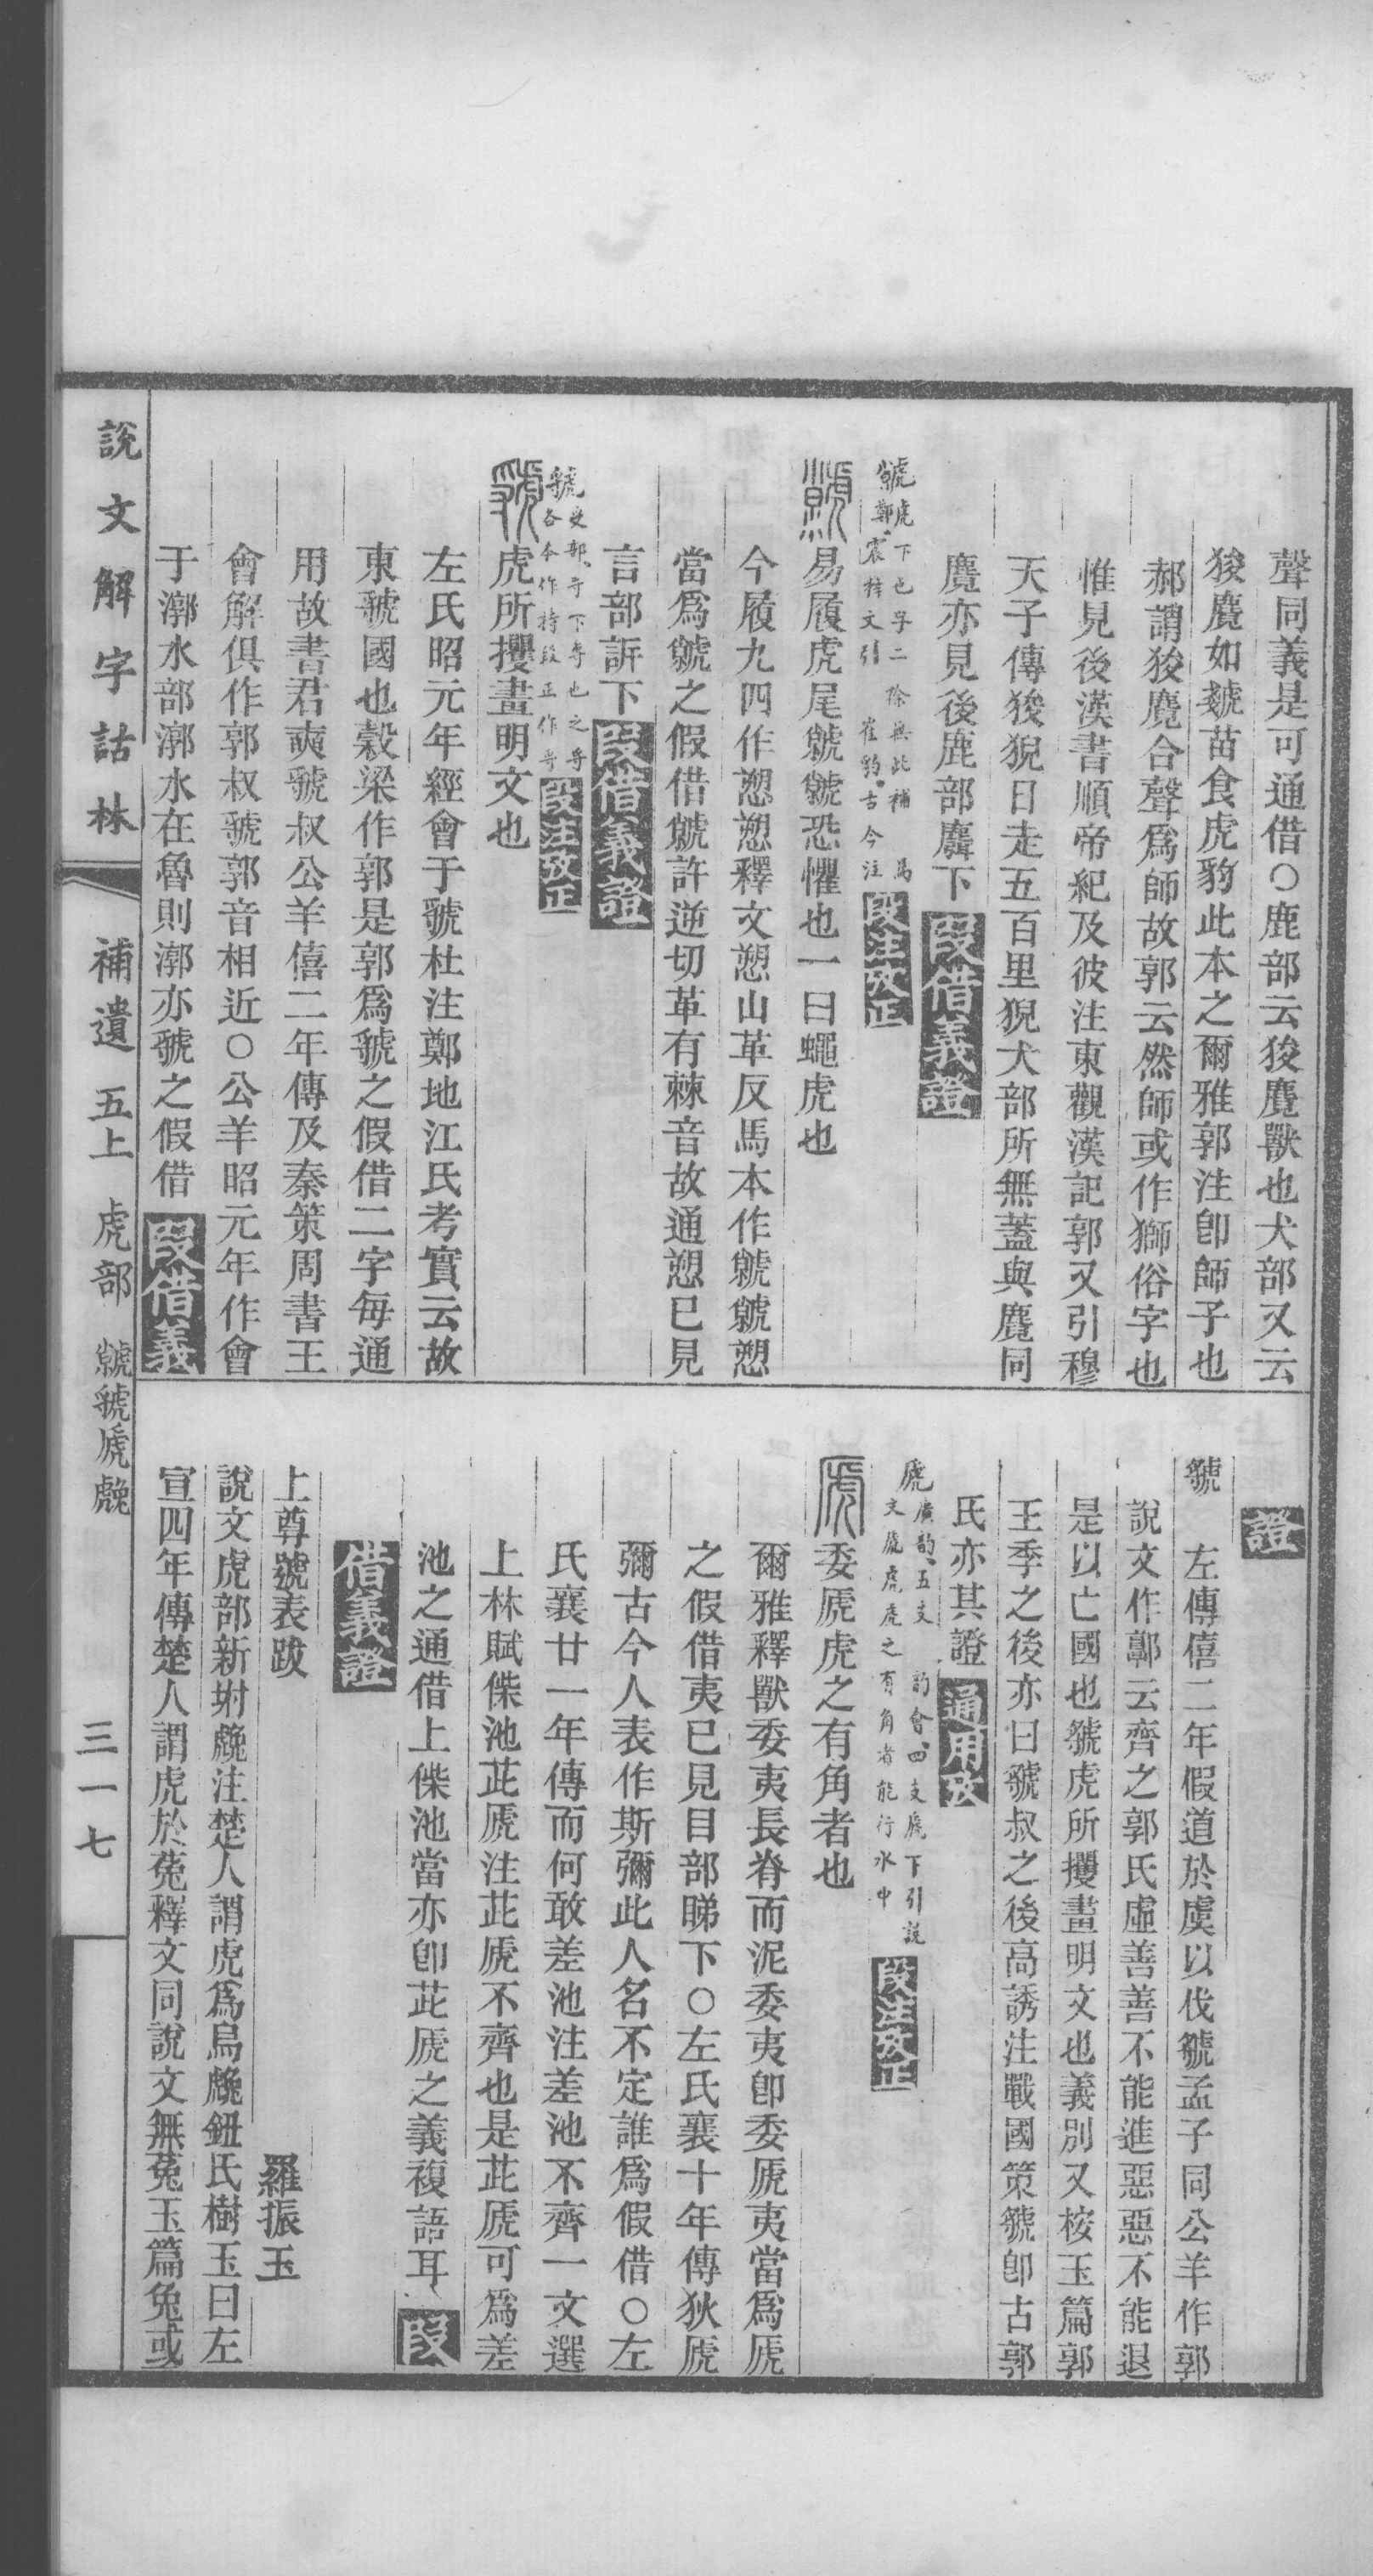 聲同義是可通借○鹿部云狻麑獸也犬部又云
狻麑如虦苗食虎豹此本之爾雅郭注卽師子也
郝謂狻麑合聲爲師故郭云然師或作獅俗字也
惟見後漢書順帝紀及彼注東觀漢記郭又引穆
天子傳狻猊日走五百里猊犬部所無蓋與麑同
麑亦見後鹿部麛下 段借義證
虩 虎下也字二徐無此補馬
鄭、震釋文引崔豹古今注 段注攷正
易履虎尾虩虩恐懼也一曰蠅虎也
今履九四作愬愬釋文愬山革反馬本作虩虩愬
當爲虩之假借虩許逆切革有棘音故通愬已見
言部訴下 段借義證
虢
各本作
段正作
段注攷正
虎所攫畫明文也
左氏昭元年經會于虢杜注鄭地江氏考實云故
東虢國也穀梁作郭是郭爲虢之假借二字每通
用故書君奭虢叔公羊僖二年傳及秦策周書王
會解俱作郭叔虢郭音相近○公羊昭元年作會
于漷水部漷水在魯則漷亦虢之假借 段借義
證
虢 左傳僖二年假道於虞以伐虢孟子同公羊作郭
說文作𨟍云齊之郭氏虛善善不能進惡惡不能退
是以亡國也虢虎所攫畫明文也義別又桉玉篇郭
王季之後亦曰虢叔之後高誘注戰國策虢卽古郭
氏亦其證 通用攷
虒 廣韵、五支 韵會、四支虒下引說
文虒虎之有角者能行水中 段注攷正
委虒虎之有角者也
爾雅釋獸委夷長脊而泥委夷卽委虒夷當爲虒
之假借夷已見目部睇下○左氏襄十年傳狄虒
彌古今人表作斯彌此人名不定誰爲假借○左
氏襄廿一年傳而何敢差池注差池不齊一文選
上林賦傑池茈虒注茈虒不齊也是茈虒可爲差
池之通借上傑池當亦卽茈虒之義複語耳 段
借義證
上尊號表跋 羅振玉
說文虎部新坿䖘注楚人謂虎爲烏䖘鈕氏樹玉曰左
宣四年傳楚人謂虎於菟釋文同說文無菟玉篇兔或
說文解字詁林 補遺 五上 虎部 虩虢虒䖘 三一七